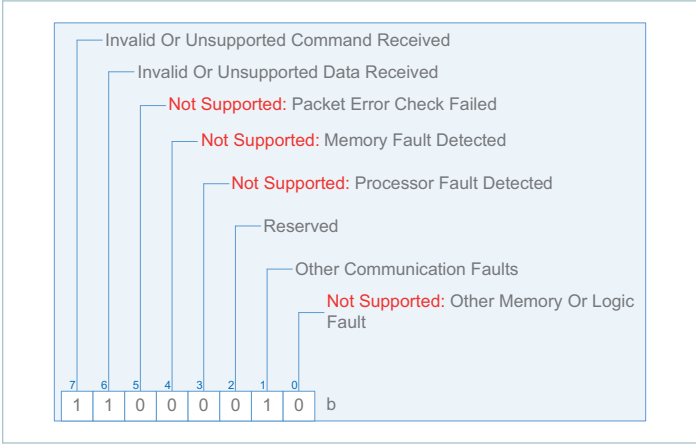 Invalid Or Unsupported Command Received
Invalid Or Unsupported Data Received
Not Supported: Packet Error Check Failed
Not Supported: Memory Fault Detected
Not Supported: Processor Fault Detected
Reserved
Other Communication Faults
Not Supported: Other Memory Or Logic
Fault
7 6 5 4 3 2 1 0
1 1 0 0 0 0 1 0 b